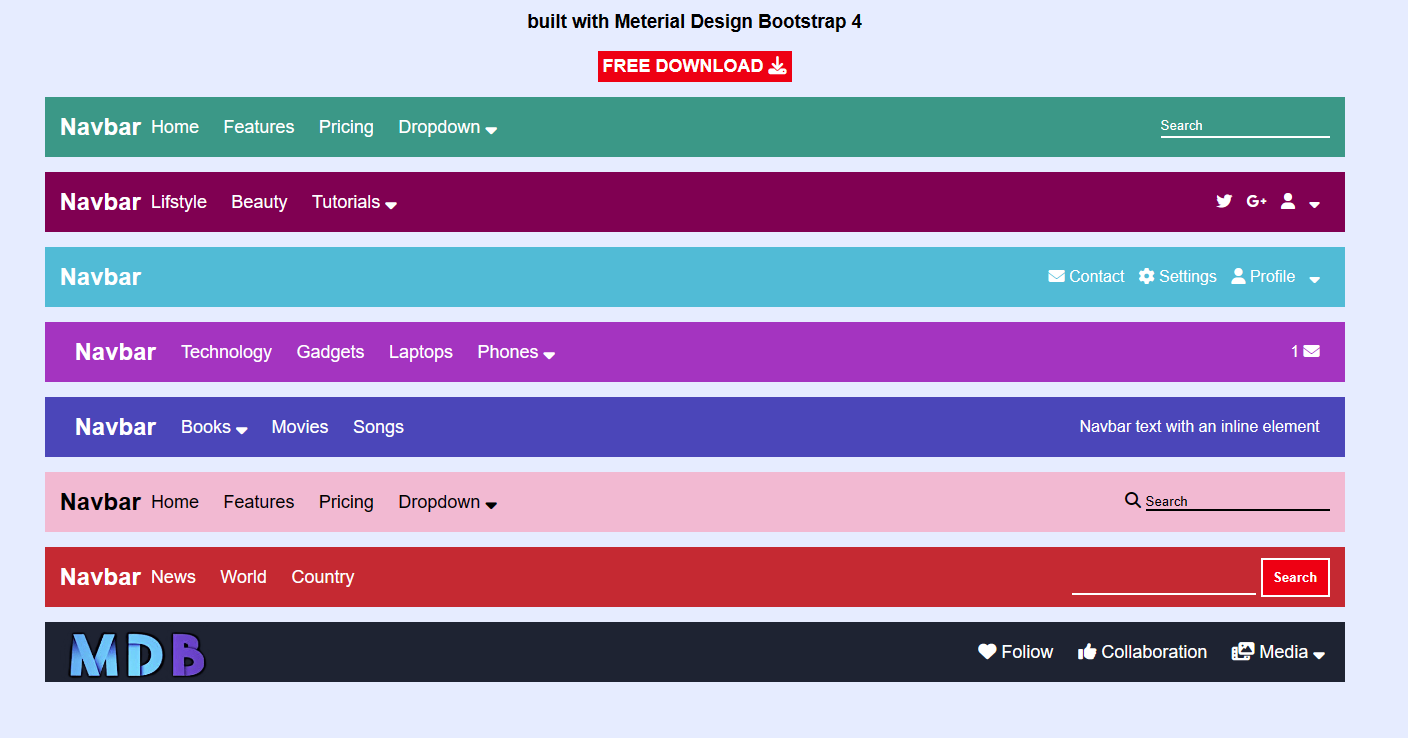 built with Meterial Design Bootstrap 4
FREE DOWNLOAD
Navbar Home Features Pricing Dropdown Search
Navbar Lifstyle Beauty Tutorials G+
Navbar Contact Settings Profile
Navbar Technology Gadgets Laptops Phones 1
Navbar Books Movies Songs Navbar text with an inline element
Navbar Home Features Pricing Dropdown Search
Navbar News World Country Search
MDB Follow Collaboration Media